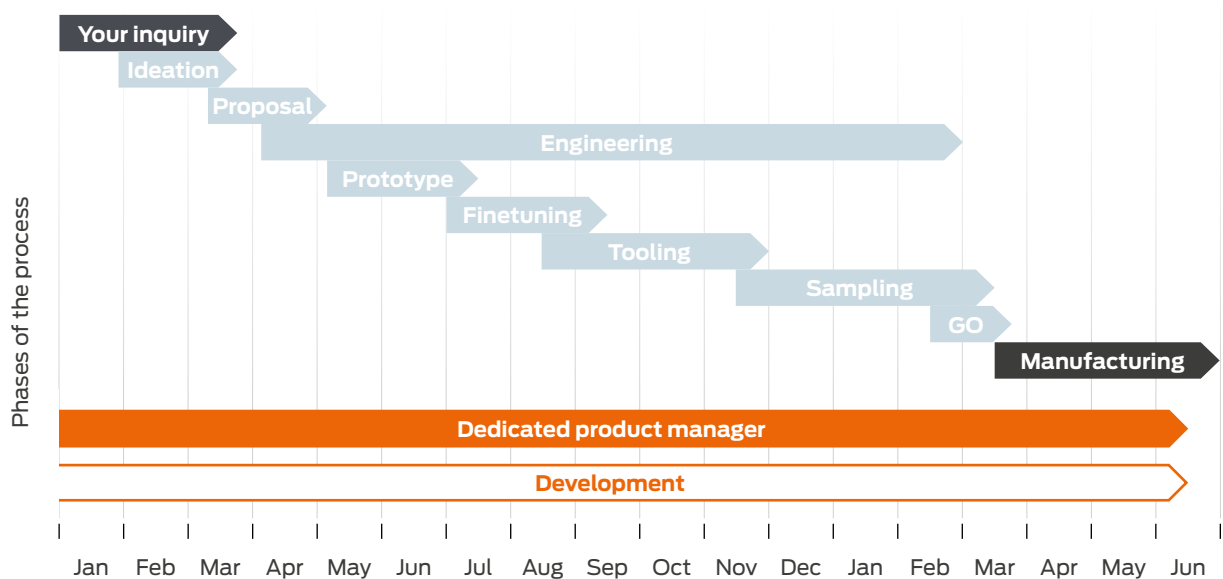 Your inquiry
Ideation
Proposal
Engineering
Prototype
Finetuning
Tooling
Sampling
GO
Manufacturing
Phases of the process
Dedicated product manager
Development
Jan Feb Mar Apr May Jun Jul Aug Sep Oct Nov Dec Jan Feb Mar Apr May Jun